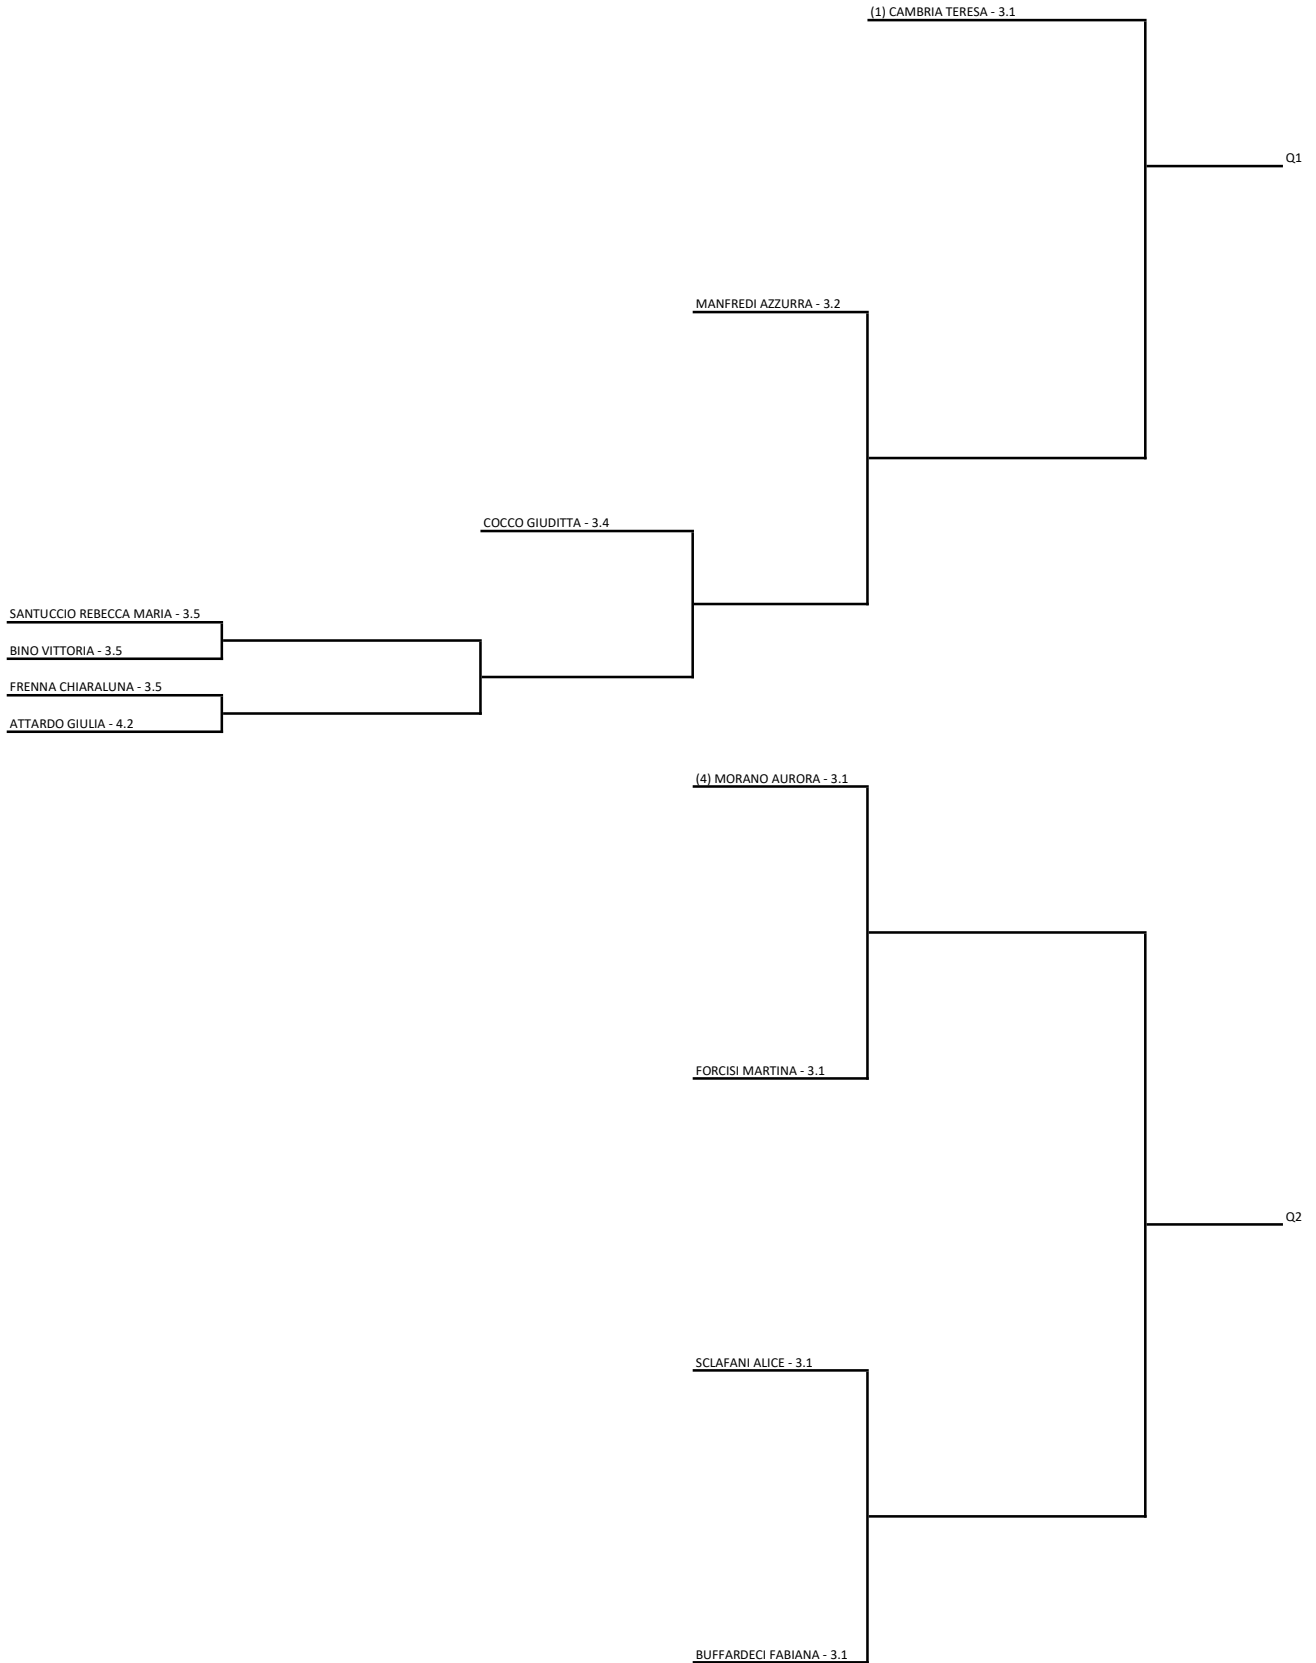 (1) CAMBRIA TERESA - 3.1
Q1
MANFREDI AZZURRA - 3.2
COCCO GIUDITTA - 3.4
SANTUCCIO REBECCA MARIA - 3.5
BINO VITTORIA - 3.5
FRENNA CHIARALUNA - 3.5
ATTARDO GIULIA - 4.2
(4) MORANO AURORA - 3.1
FORCISI MARTINA - 3.1
Q2
SCLAFANI ALICE - 3.1
BUFFARDECI FABIANA - 3.1